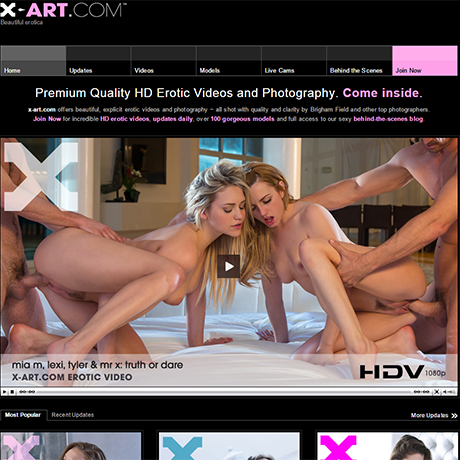 X-ART.COM™
Beautiful erotica
Home Updates Videos Models Live Cams Behind the Scenes Join Now
Premium Quality HD Erotic Videos and Photography. Come inside.
x-art.com offers beautiful, explicit erotic videos and photography ~ all shot with quality and clarity by Brigham Field and other top photographers.
Join Now for incredible HD erotic videos, updates daily, over 100 gorgeous models and full access to our sexy behind-the-scenes blog.
X
mia m, lexi, tyler & mr x: truth or dare
X-ART.COM EROTIC VIDEO
HDV 1080p
Most Popular Recent Updates More Updates
X X X